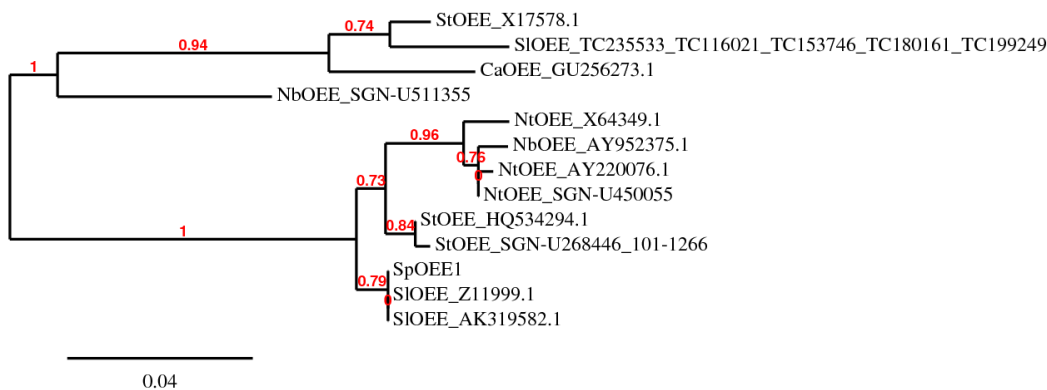 StOEE_X17578.1
0.74
SlOEE_TC235533_TC116021_TC153746_TC180161_TC199249
0.94
CaOEE_GU256273.1
1
NbOEE_SGN-U511355
NtOEE_X64349.1
0.96
NbOEE_AY952375.1
0.76
NtOEE_AY220076.1
0
0.73
NtOEE_SGN-U450055
StOEE_HQ534294.1
0.84
1
StOEE_SGN-U268446_101-1266
SpOEE1
0.79
SlOEE_Z11999.1
0
SlOEE_AK319582.1
0.04